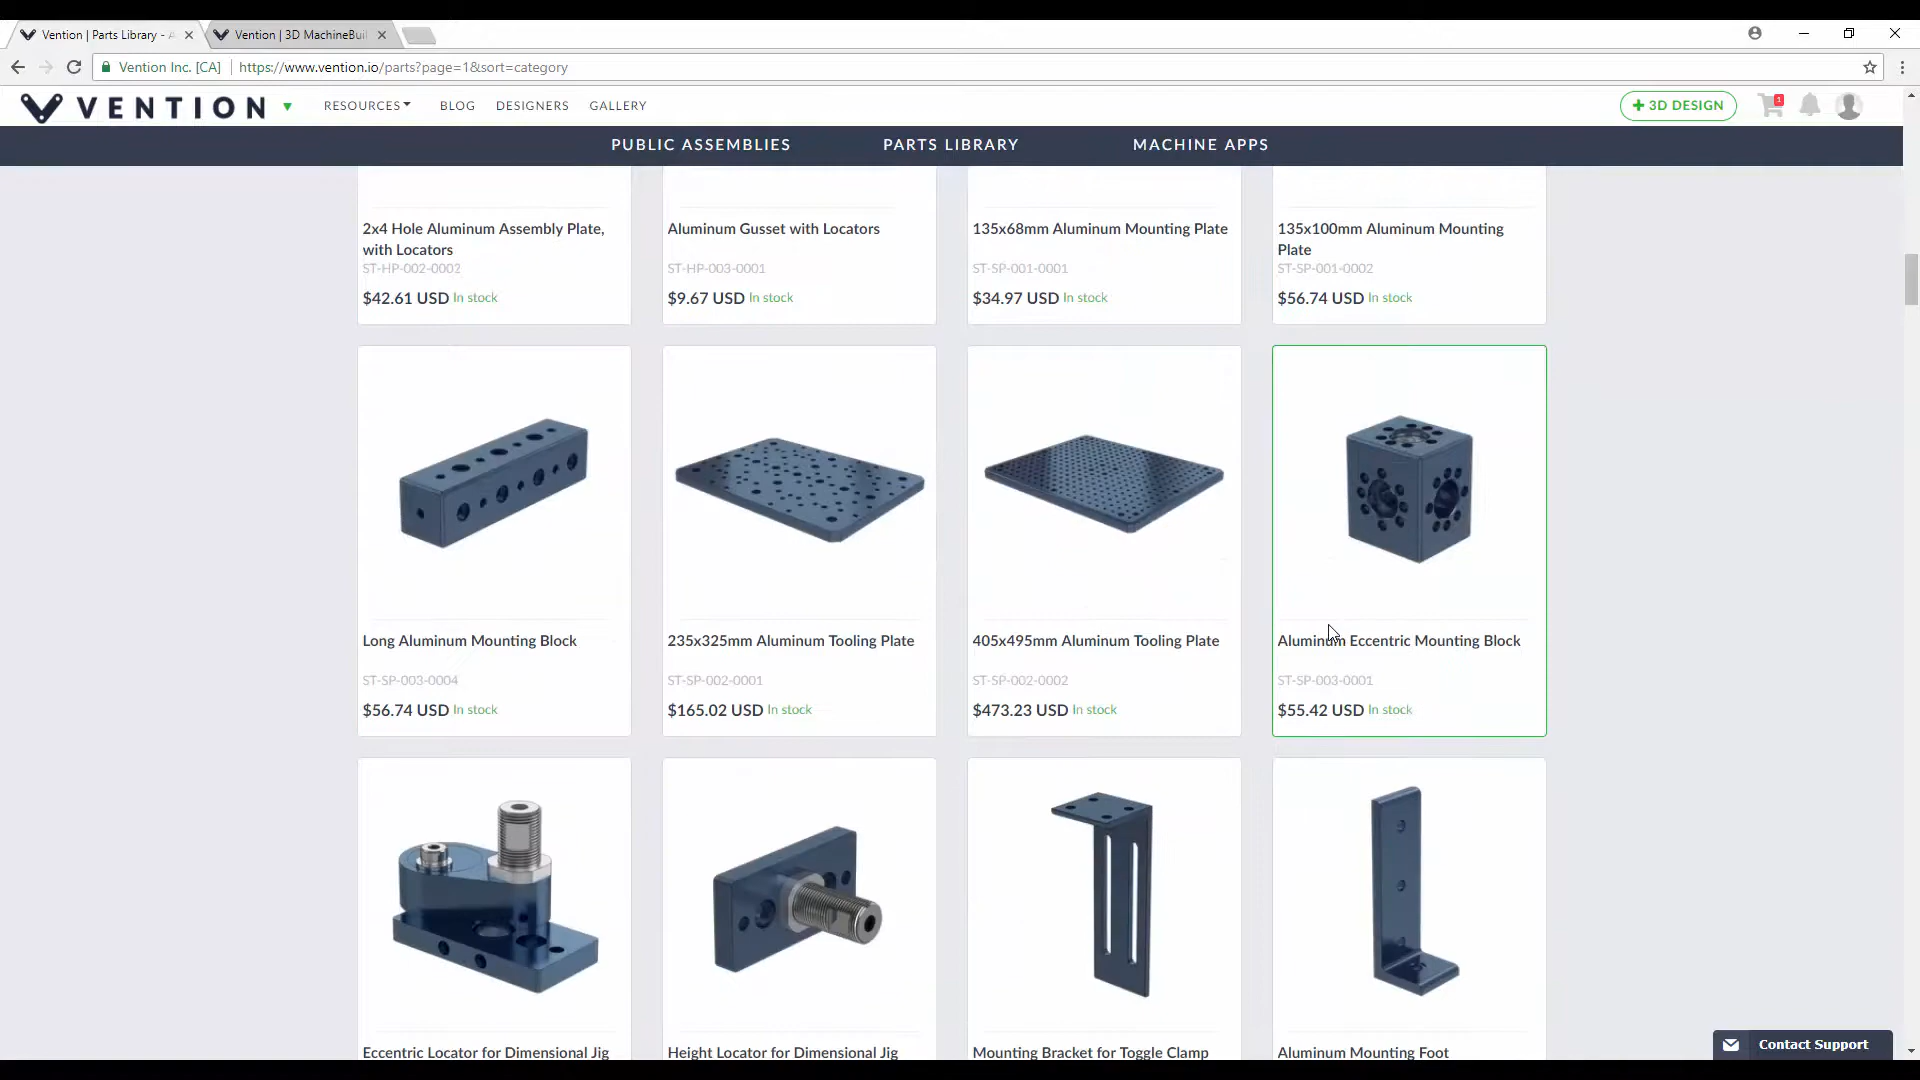 Vention | Parts Library - A
Vention | 3D MachineBuil
Vention Inc. [CA]
https://www.vention.io/parts?page=1&sort=category
VENTION
RESOURCES
BLOG
DESIGNERS
GALLERY
+ 3D DESIGN
1
PUBLIC ASSEMBLIES
PARTS LIBRARY
MACHINE APPS
2x4 Hole Aluminum Assembly Plate,
with Locators
ST-HP-002-0002
$42.61 USD In stock
Aluminum Gusset with Locators
ST-HP-003-0001
$9.67 USD In stock
135x68mm Aluminum Mounting Plate
ST-SP-001-0001
$34.97 USD In stock
135x100mm Aluminum Mounting
Plate
ST-SP-001-0002
$56.74 USD In stock
Long Aluminum Mounting Block
ST-SP-003-0004
$56.74 USD In stock
235x325mm Aluminum Tooling Plate
ST-SP-002-0001
$165.02 USD In stock
405x495mm Aluminum Tooling Plate
ST-SP-002-0002
$473.23 USD In stock
Aluminum Eccentric Mounting Block
ST-SP-003-0001
$55.42 USD In stock
Eccentric Locator for Dimensional Jig
Height Locator for Dimensional Jig
Mounting Bracket for Toggle Clamp
Aluminum Mounting Foot
Contact Support